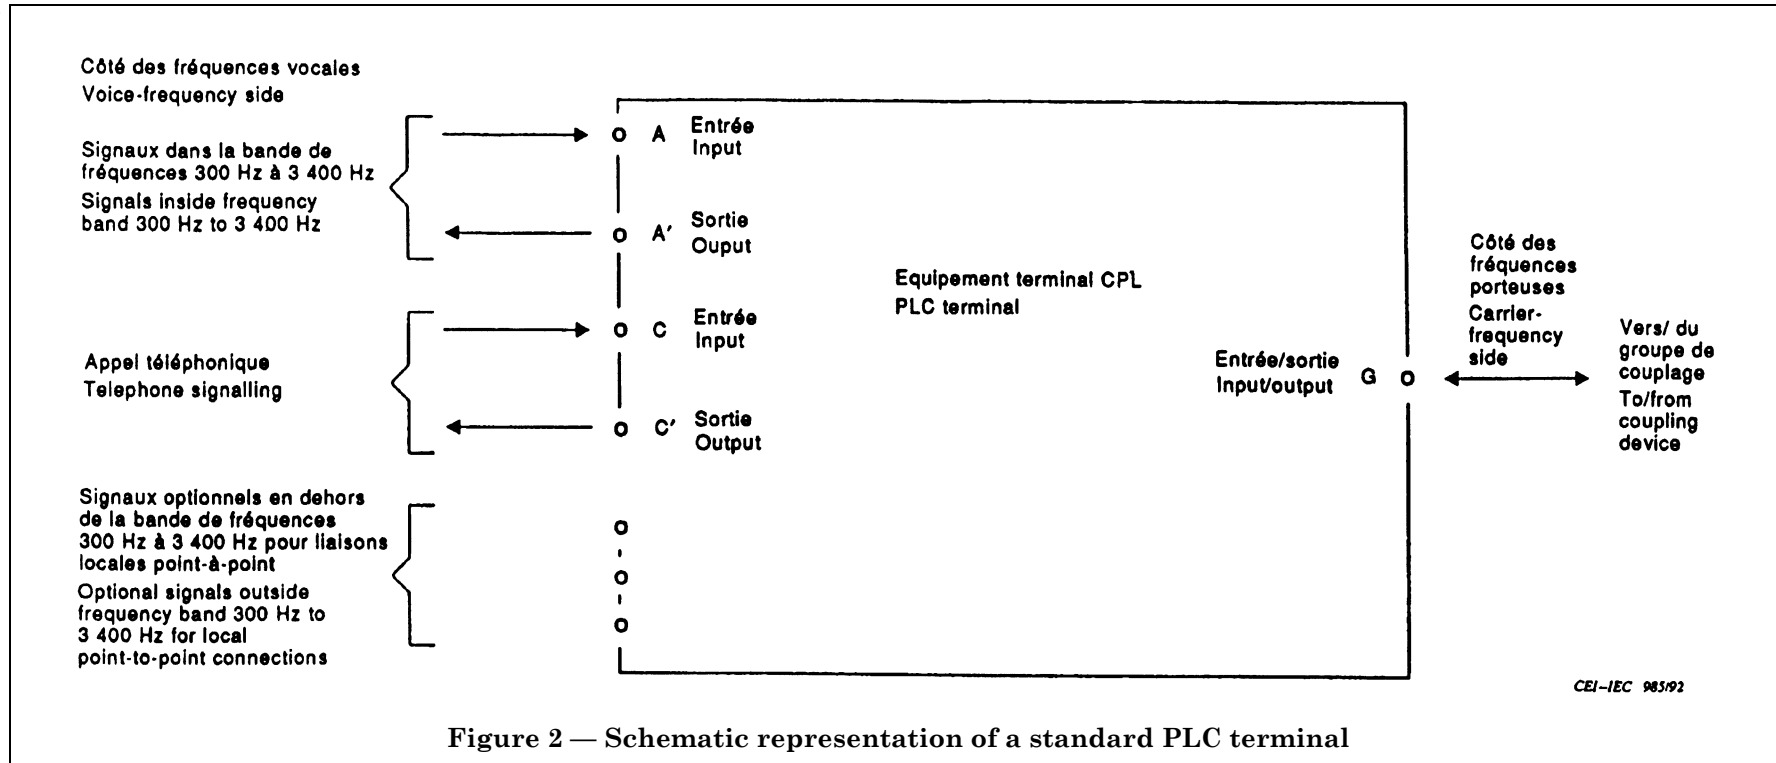 Côté des fréquences vocales
Voice-frequency side
Signaux dans la bande de
fréquences 300 Hz à 3 400 Hz
Signals inside frequency
band 300 Hz to 3 400 Hz
A Entrée
Input
A′ Sortie
Ouput
Appel téléphonique
Telephone signalling
C Entrée
Input
C′ Sortie
Output
Signaux optionnels en dehors
de la bande de fréquences
300 Hz à 3 400 Hz pour liaisons
locales point-à-point
Optional signals outside
frequency band 300 Hz to
3 400 Hz for local
point-to-point connections
Equipement terminal CPL
PLC terminal
Entrée/sortie
Input/output
G
Côté des
fréquences
porteuses
Carrier-
frequency
side
Vers/ du
groupe de
couplage
To/from
coupling
device
CEI–IEC 985/92
Figure 2 — Schematic representation of a standard PLC terminal